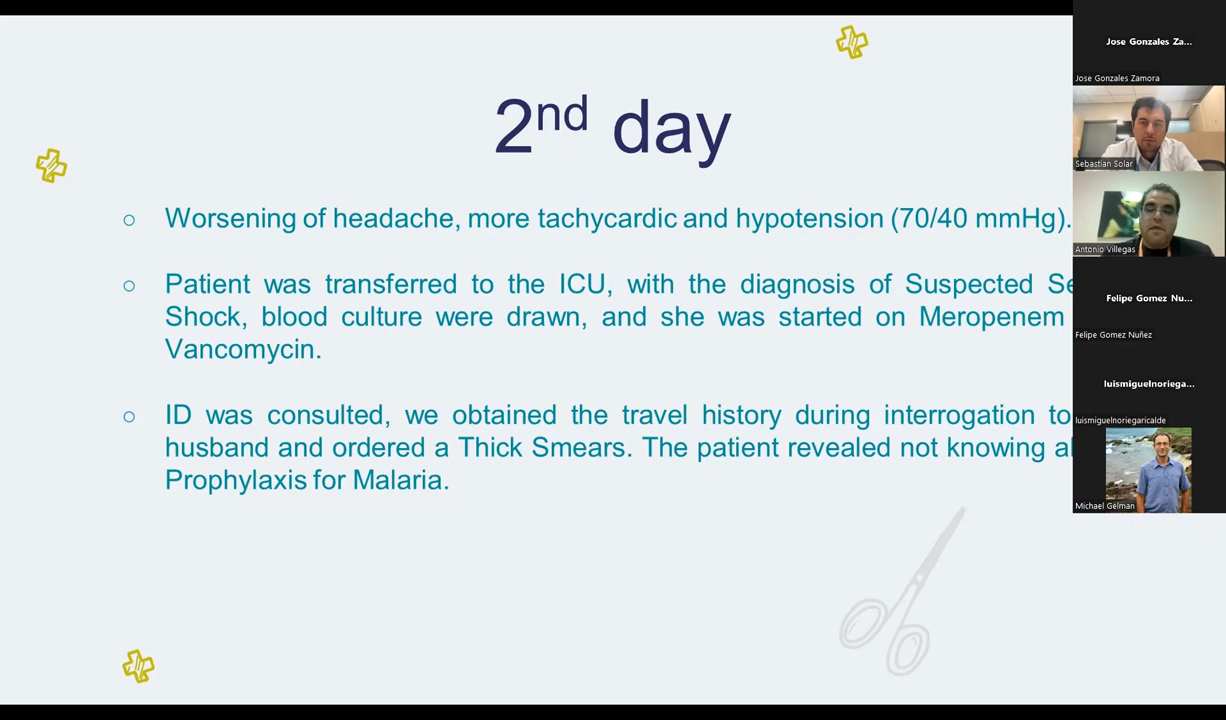 2nd day
Worsening of headache, more tachycardic and hypotension (70/40 mmHg).
Patient was transferred to the ICU, with the diagnosis of Suspected
Shock, blood culture were drawn, and she was started on Meropenem
Vancomycin.
ID was consulted, we obtained the travel history during interrogation to
husband and ordered a Thick Smears. The patient revealed not knowing
Prophylaxis for Malaria.
Jose Gonzales Za...
Jose Gonzales Zamora
Sebastian Solar
Antonio Villegas
Felipe Gomez Nu...
Felipe Gomez Nuñez
luismiguelnoriega...
luismiguelnoriegaricalde
Michael Gelman